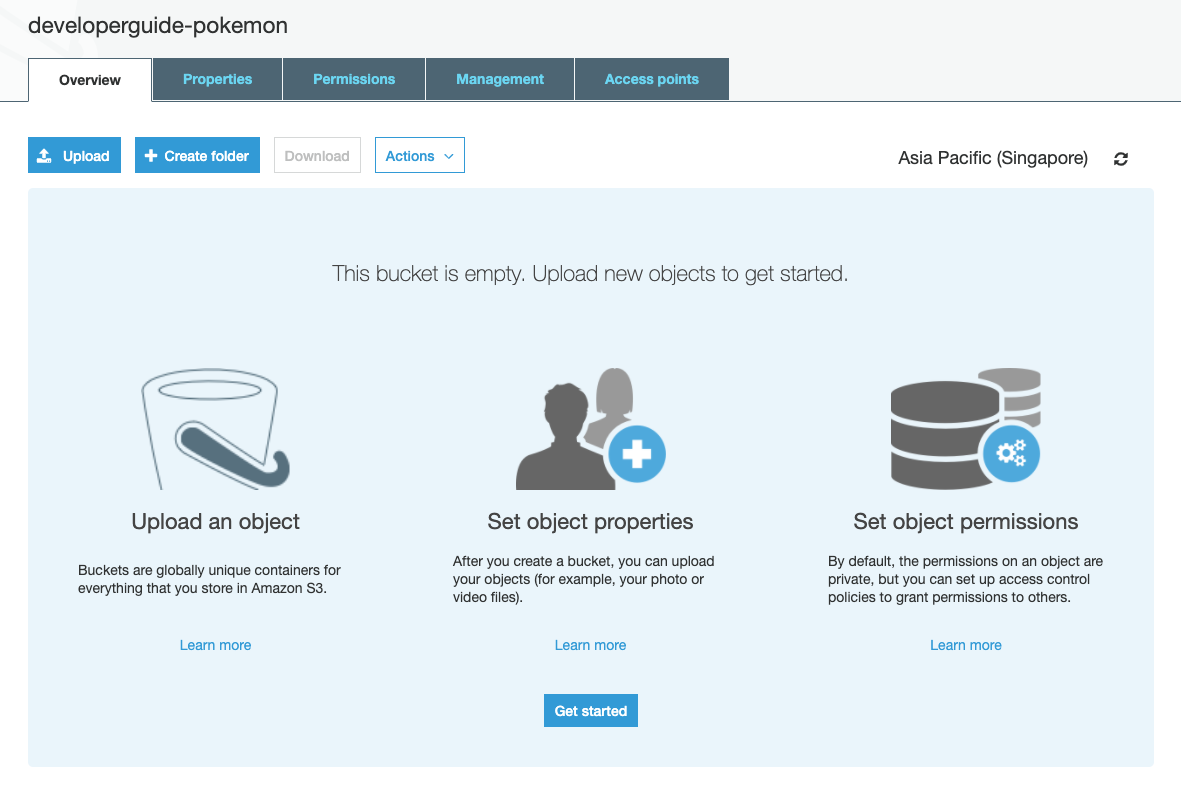 developerguide-pokemon
Overview
Properties
Permissions
Management
Access points
Upload
Create folder
Download
Actions
Asia Pacific (Singapore)
This bucket is empty. Upload new objects to get started.
Upload an object
Buckets are globally unique containers for
everything that you store in Amazon S3.
Learn more
Set object properties
After you create a bucket, you can upload
your objects (for example, your photo or
video files).
Learn more
Set object permissions
By default, the permissions on an object are
private, but you can set up access control
policies to grant permissions to others.
Learn more
Get started